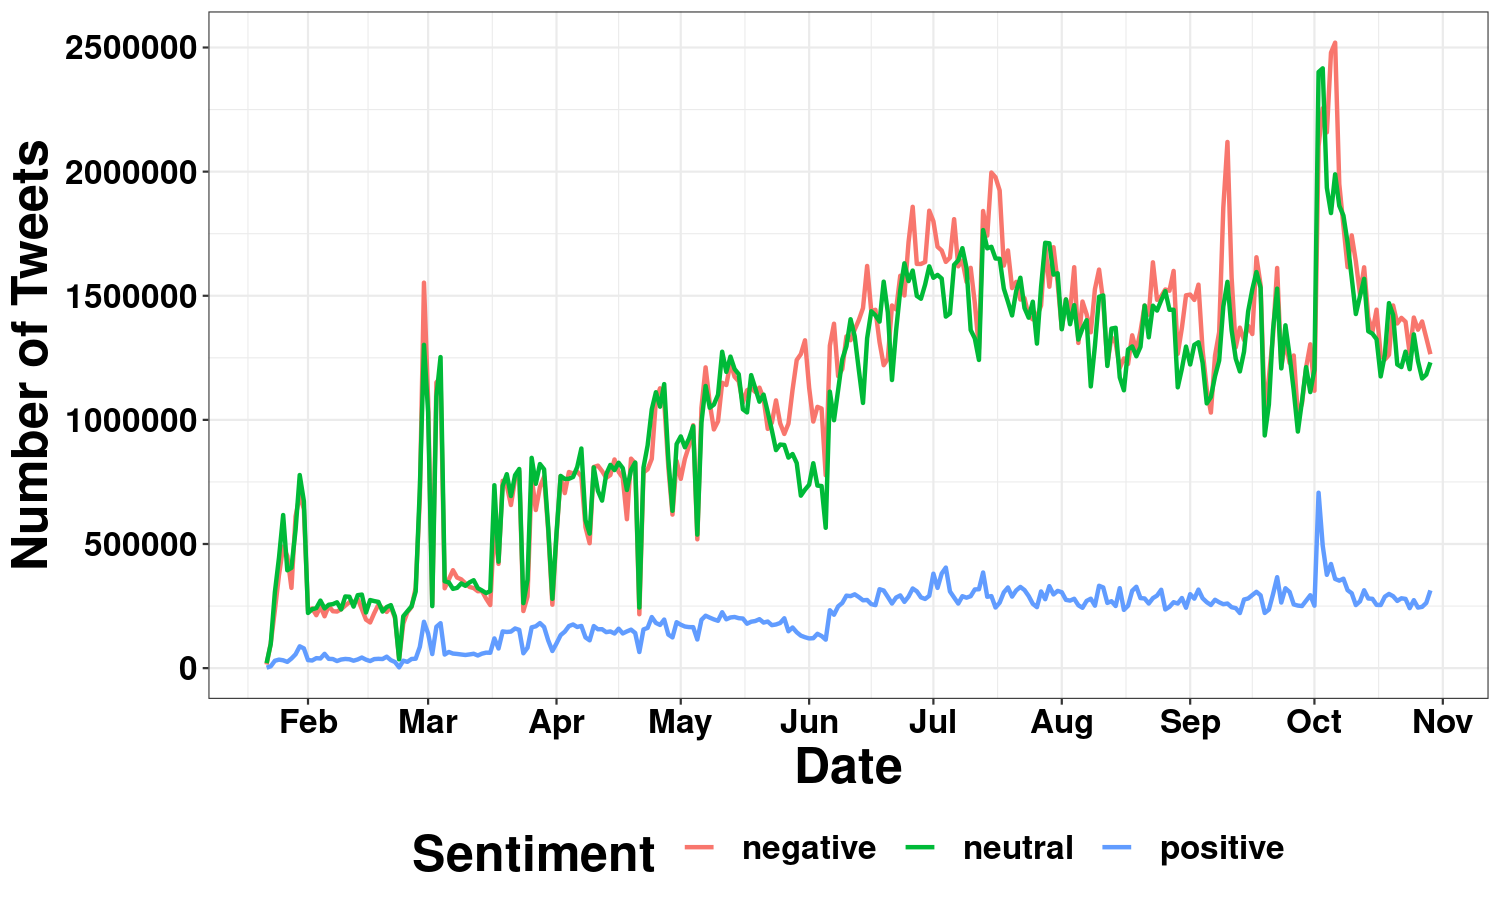 Number of Tweets
2500000
2000000
1500000
1000000
500000
0
Feb Mar Apr May Jun Jul Aug Sep Oct Nov
Date
Sentiment negative neutral positive